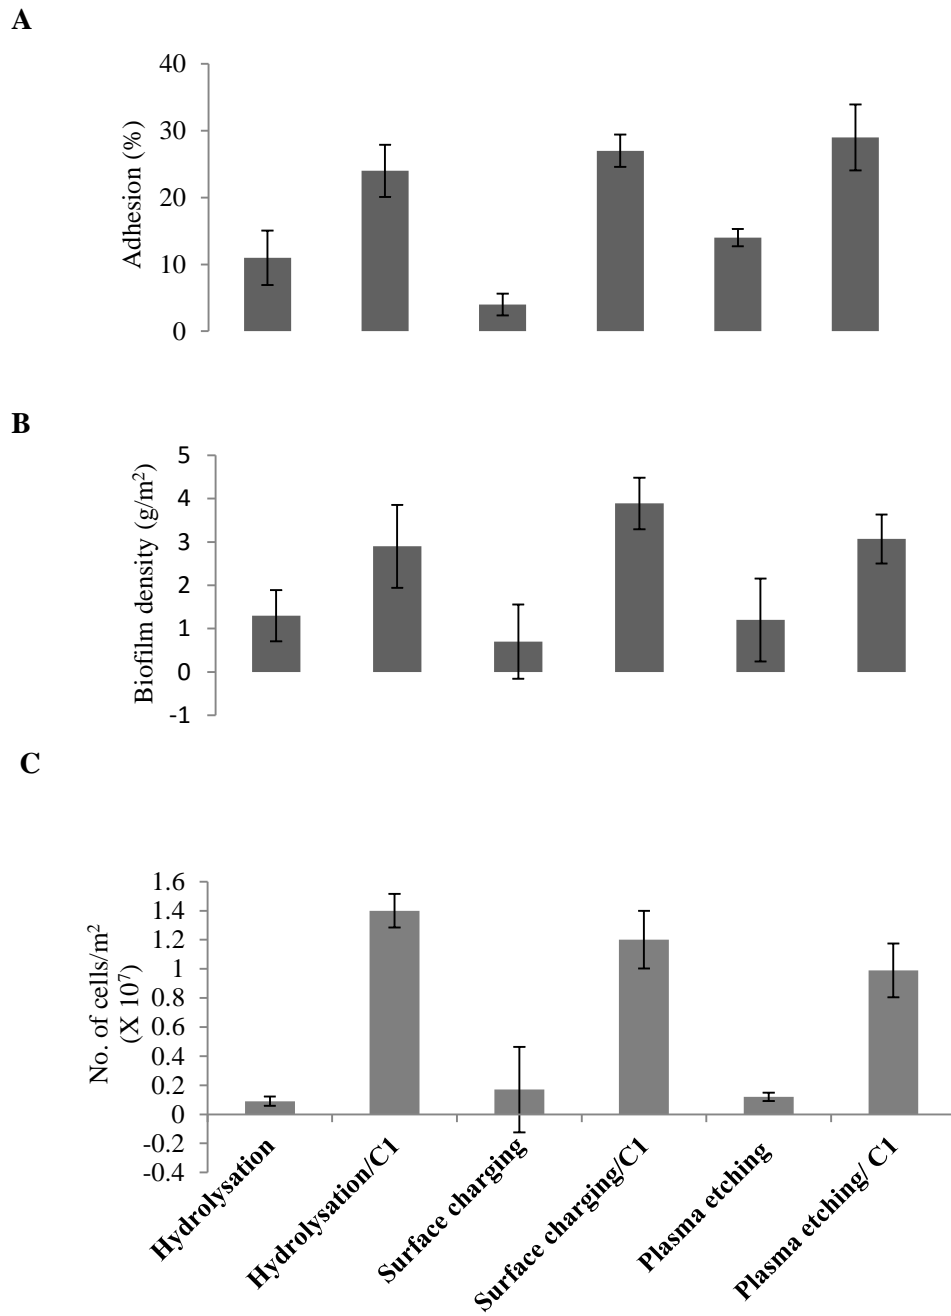 A
40
30
20
10
0
Adhesion (%)
B
5
4
3
2
1
0
-1
Biofilm density (g/m²)
C
1.6
1.4
1.2
1
0.8
0.6
0.4
0.2
0
-0.2
-0.4
No. of cells/m²
(X 10⁷)
Hydrolysation
Hydrolysation/C1
Surface charging
Surface charging/C1
Plasma etching
Plasma etching/ C1